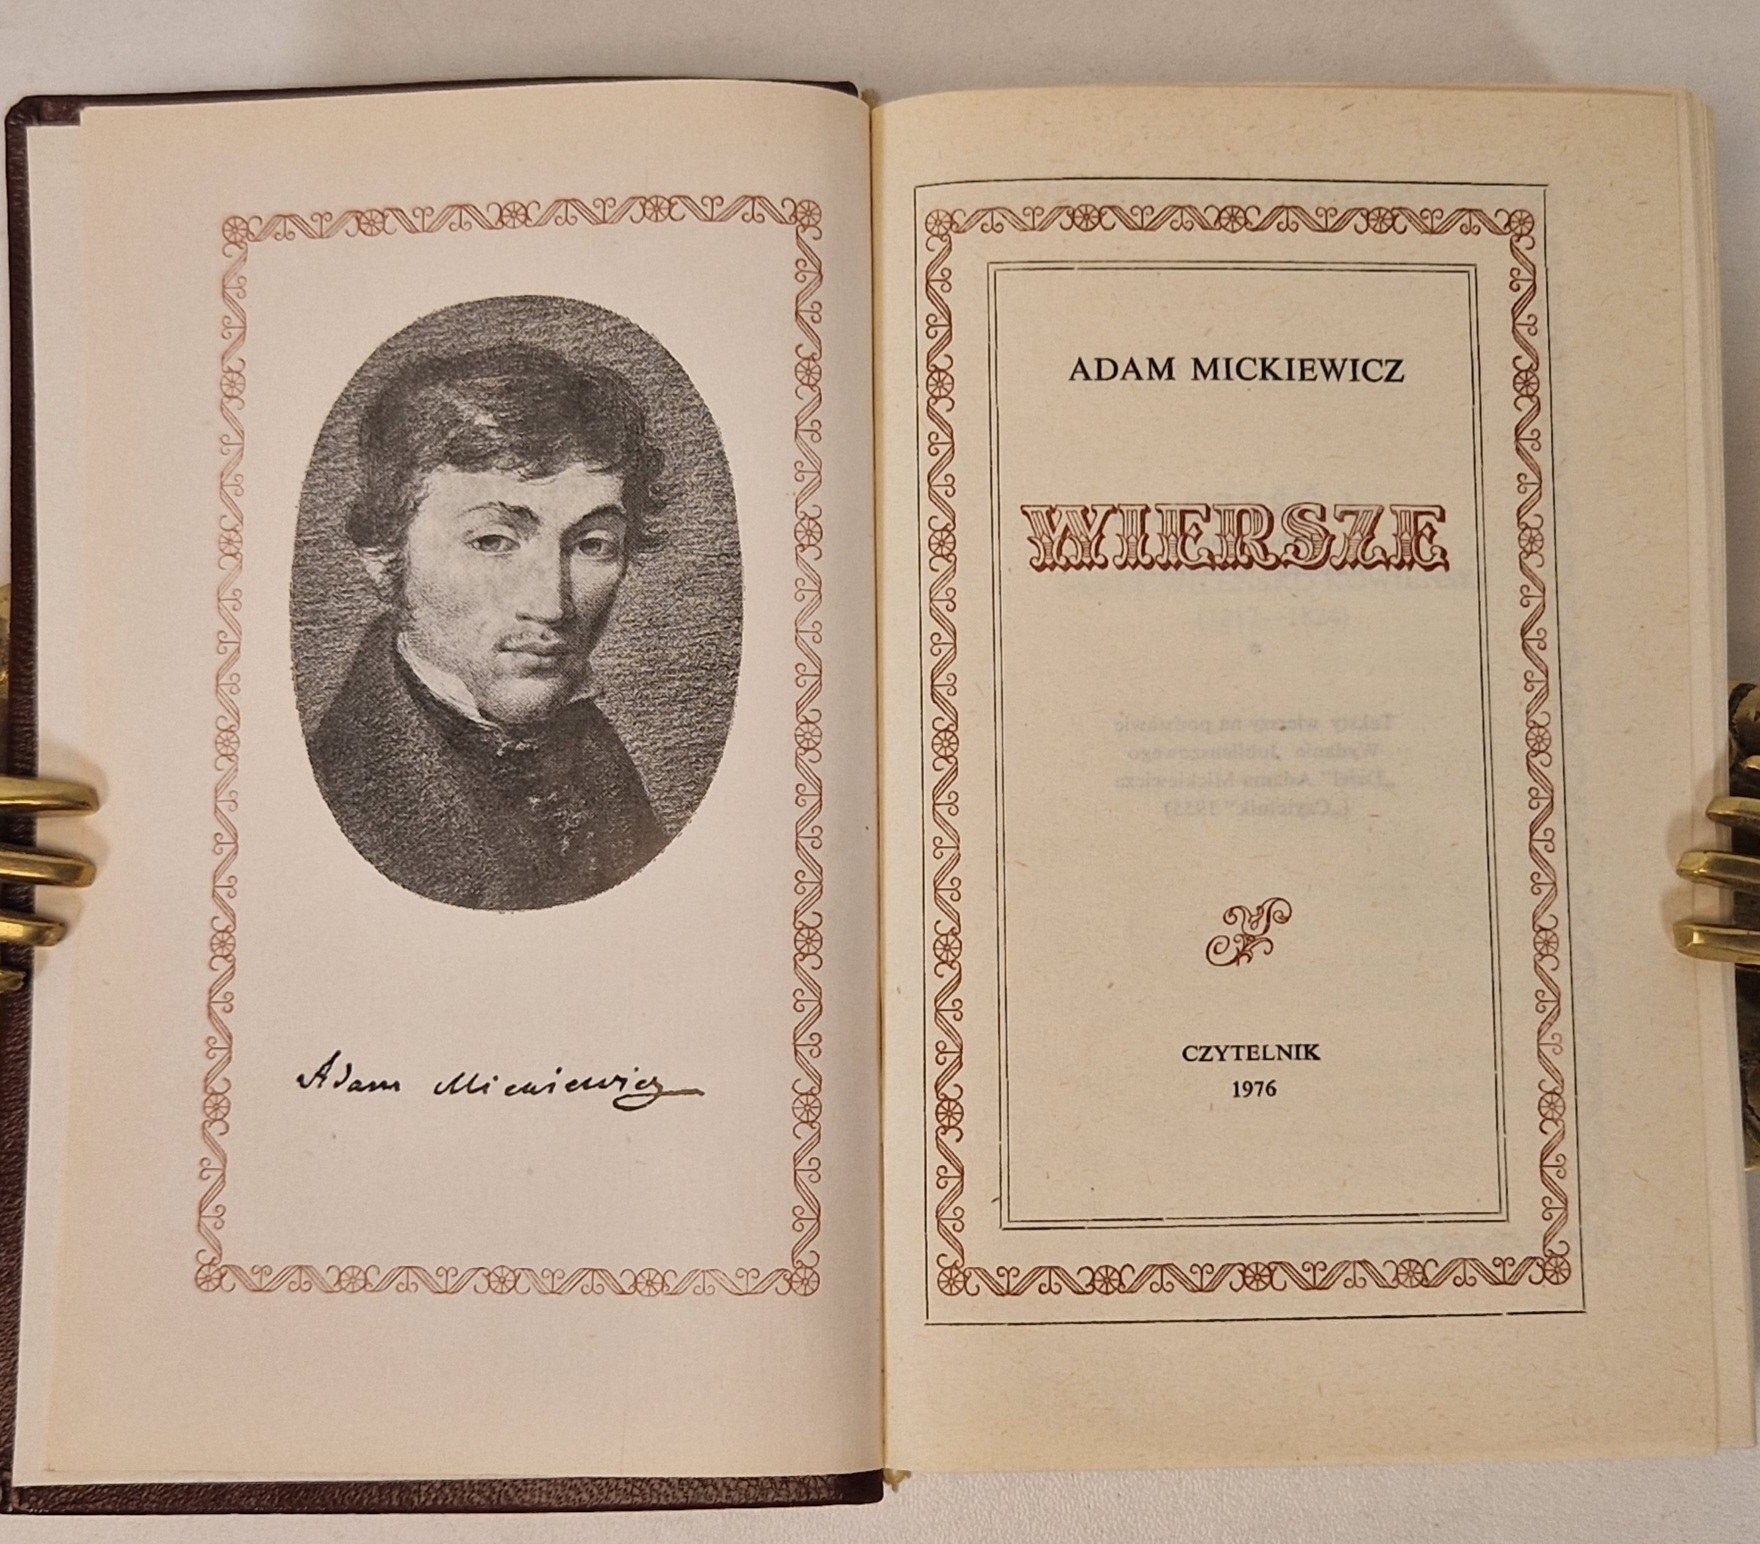 Adam Mickiewicz
ADAM MICKIEWICZ
WIERSZE
CZYTELNIK
1976